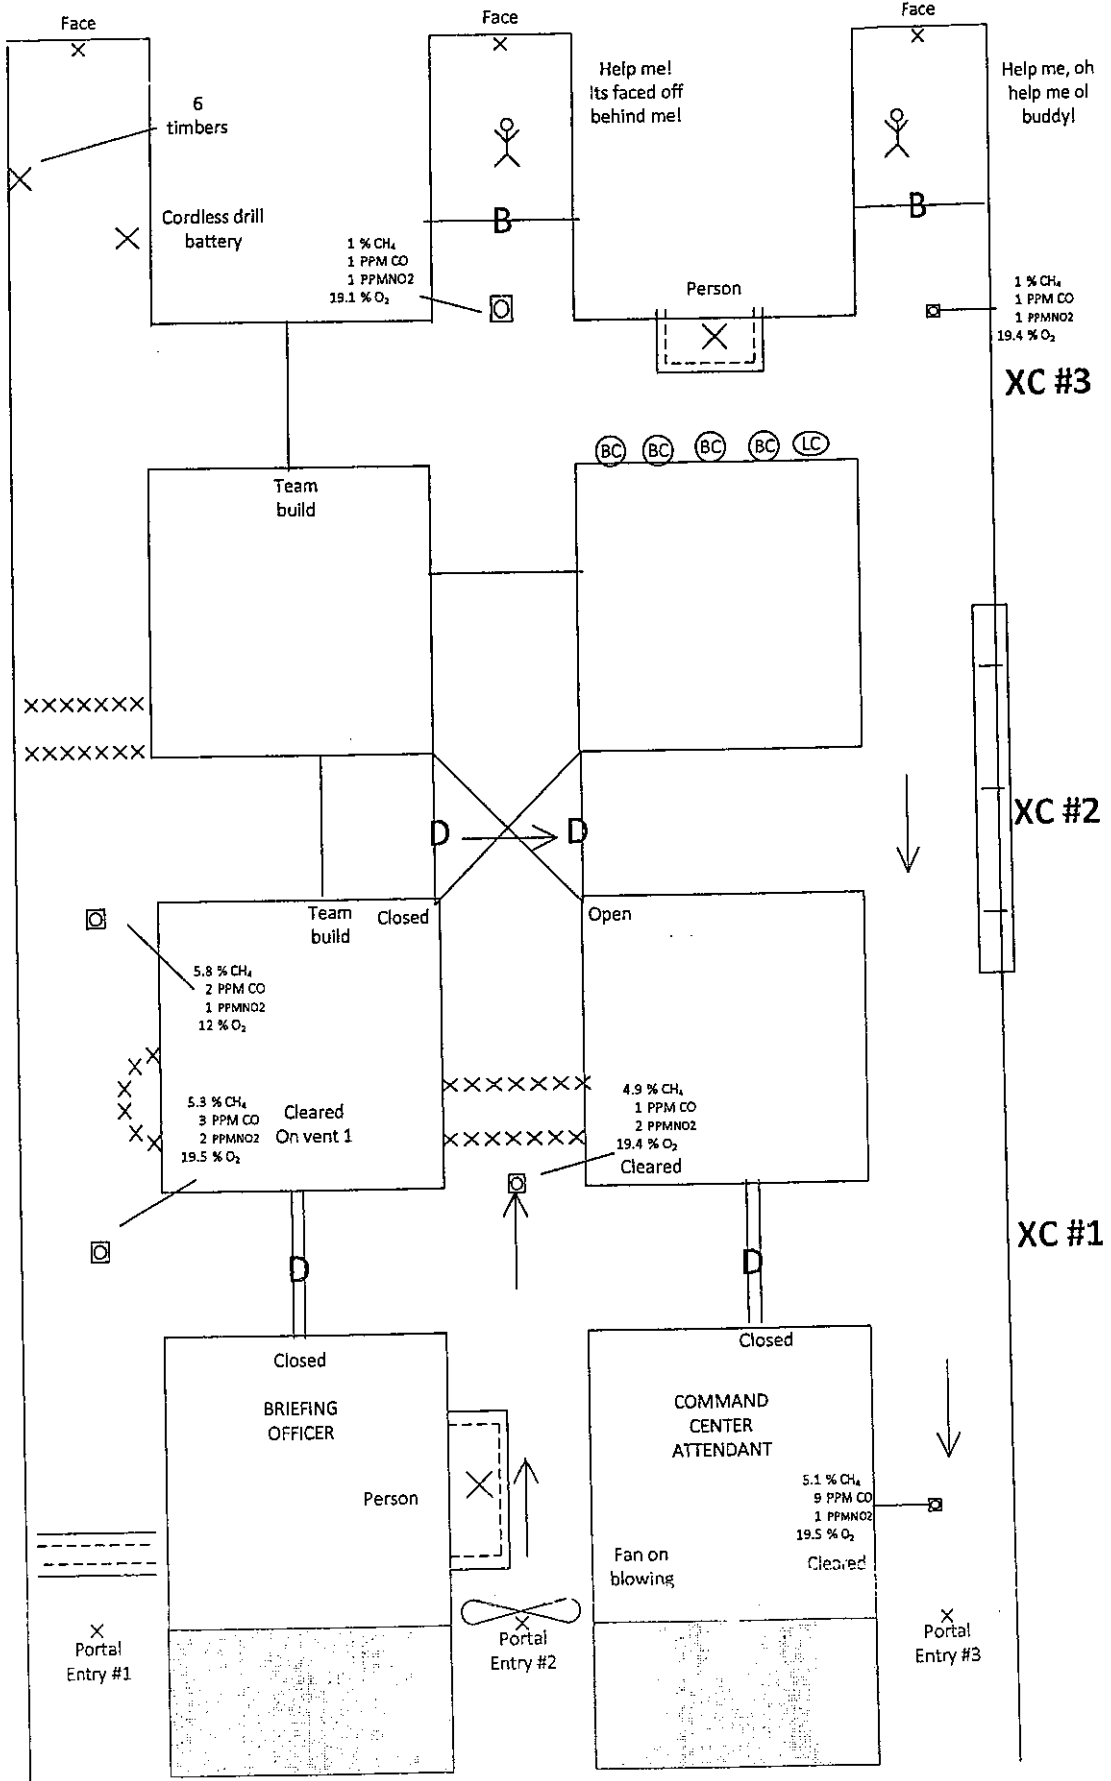 Face
Face
Face
6
timbers
Help me!
Its faced off
behind me!
Help me, oh
help me ol
buddy!
Cordless drill
battery
B
B
1 % CH₄
1 PPM CO
1 PPMNO2
19.1 % O₂
Person
1 % CH₄
1 PPM CO
1 PPMNO2
19.4 % O₂
XC #3
BC
BC
BC
BC
LC
Team
build
XC #2
D
D
Team
build
Closed
Open
5.8 % CH₄
2 PPM CO
1 PPMNO2
12 % O₂
5.3 % CH₄
3 PPM CO
2 PPMNO2
19.5 % O₂
Cleared
On vent 1
4.9 % CH₄
1 PPM CO
2 PPMNO2
19.4 % O₂
Cleared
XC #1
D
D
Closed
Closed
BRIEFING
OFFICER
COMMAND
CENTER
ATTENDANT
Person
5.1 % CH₄
9 PPM CO
1 PPMNO2
19.5 % O₂
Cleared
Fan on
blowing
Portal
Entry #1
Portal
Entry #2
Portal
Entry #3